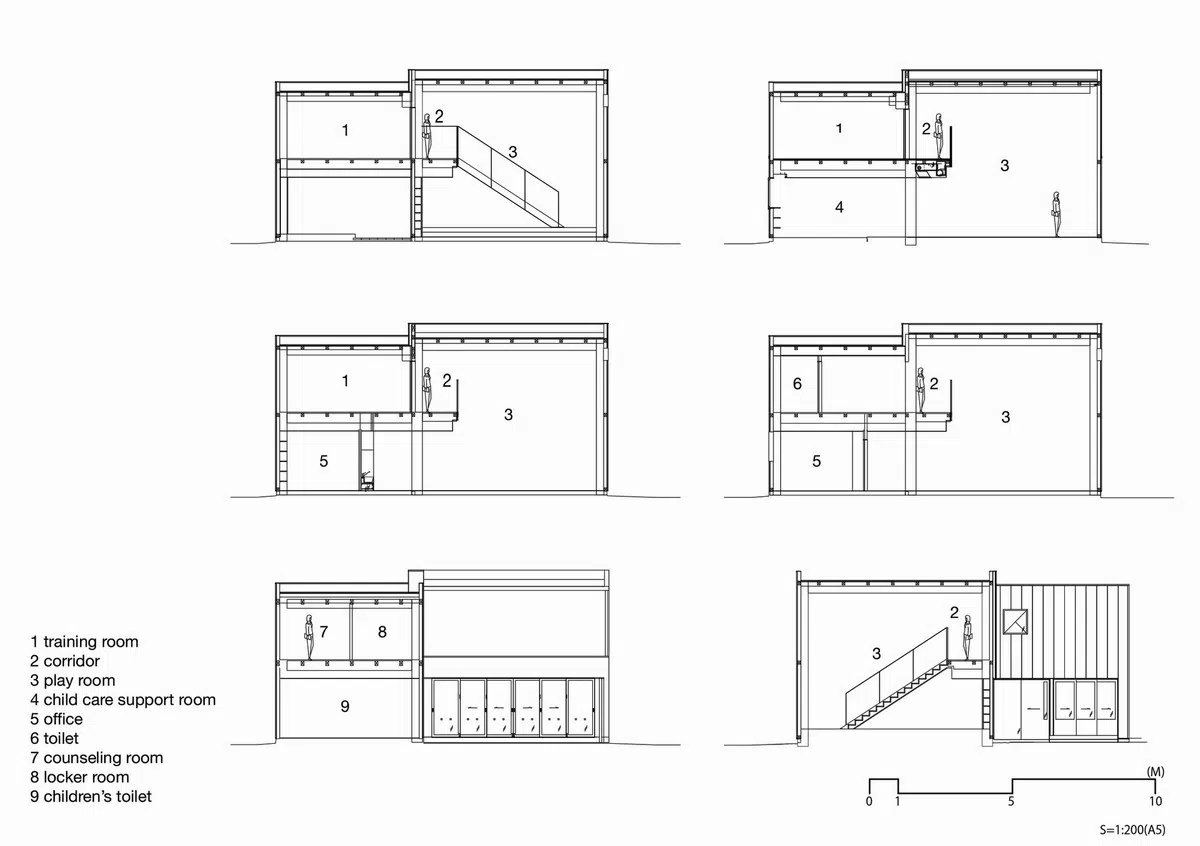 1
2
3
1
2
3
4
1
2
3
5
6
2
3
5
7
8
9
2
3
1 training room
2 corridor
3 play room
4 child care support room
5 office
6 toilet
7 counseling room
8 locker room
9 children's toilet
(M)
0 1 5 10
S=1:200(A5)